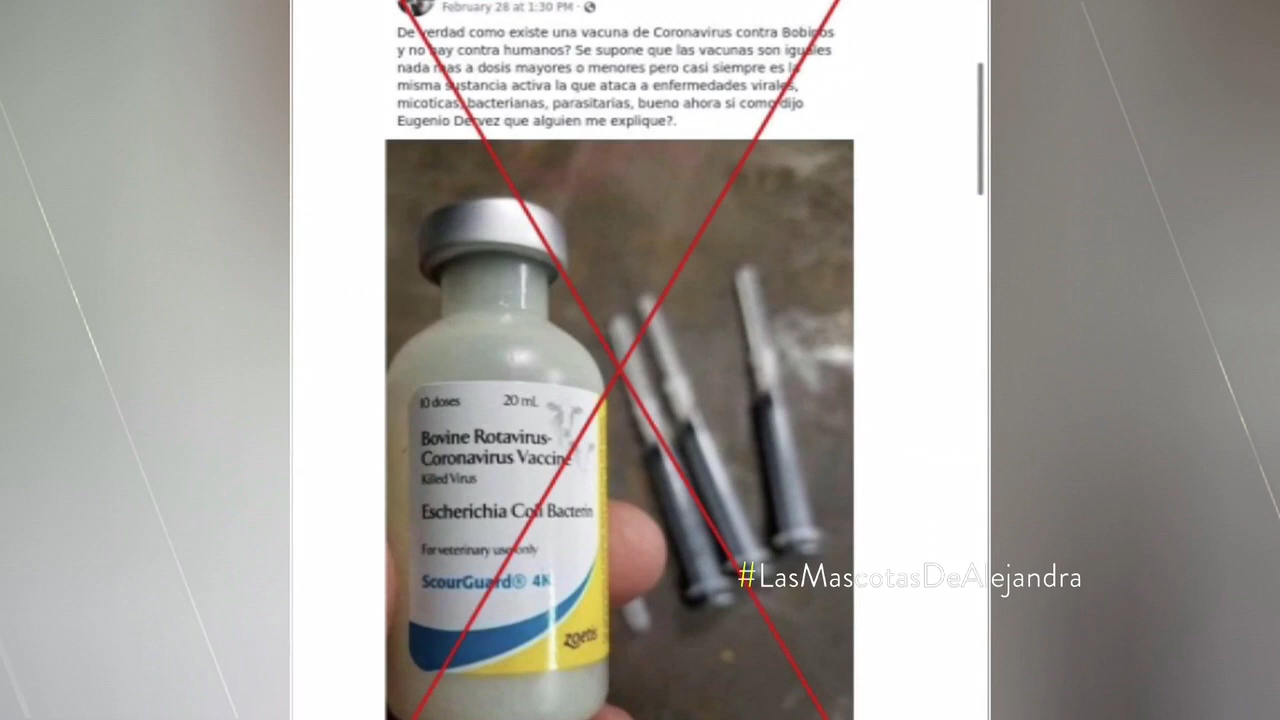 February 28 at 1:30 PM ·
De verdad como existe una vacuna de Coronavirus contra Bobinos
y no hay contra humanos? Se supone que las vacunas son iguales
nada mas a dosis mayores o menores pero casi siempre es la
misma sustancia activa la que ataca a enfermedades virales,
micoticas, bacterianas, parasitarias, bueno ahora si como dijo
Eugenio Dervez que alguien me explique?.
10 doses 20 mL
Bovine Rotavirus-
Coronavirus Vaccine
Killed Virus
Escherichia Coli Bacterin
For veterinary use only
ScourGuard® 4K
zoetis
#LasMascotasDeAlejandra